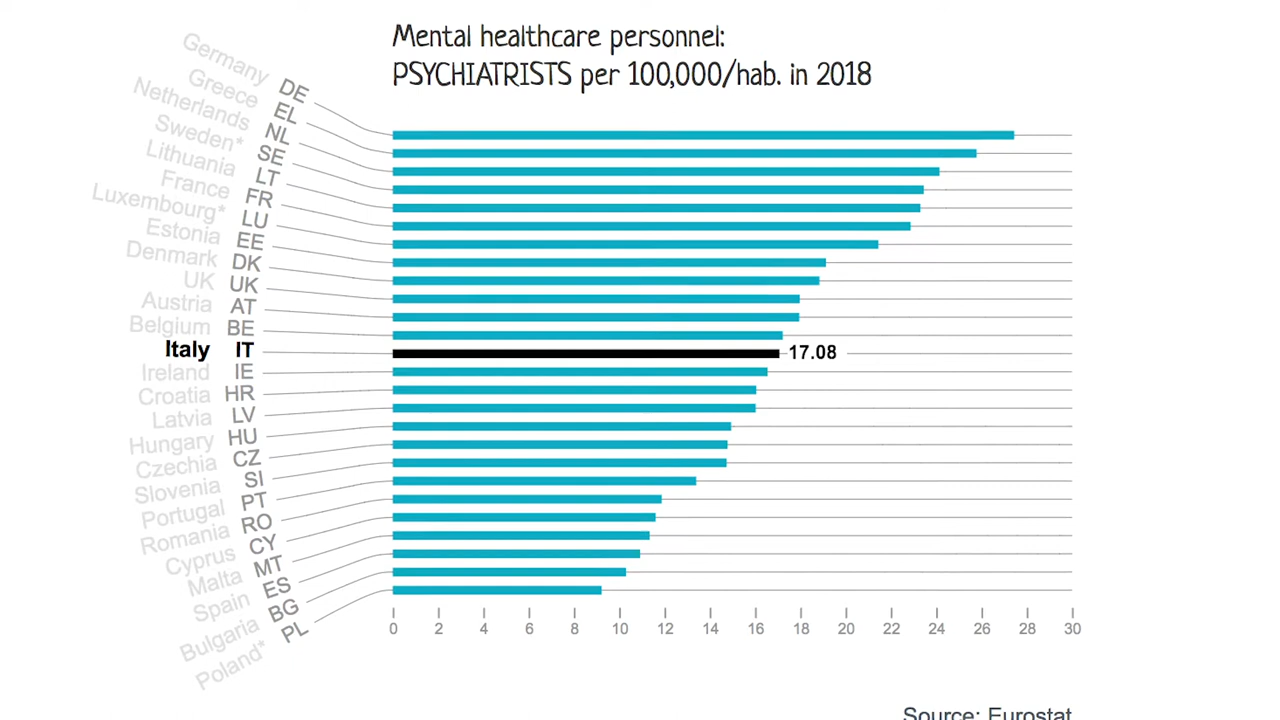 Mental healthcare personnel:
PSYCHIATRISTS per 100,000/hab. in 2018
Germany DE
Greece EL
Netherlands NL
Sweden* SE
Lithuania LT
France FR
Luxembourg* LU
Estonia EE
Denmark DK
UK UK
Austria AT
Belgium BE
Italy IT 17.08
Ireland IE
Croatia HR
Latvia LV
Hungary HU
Czechia CZ
Slovenia SI
Portugal PT
Romania RO
Cyprus CY
Malta MT
Spain ES
Bulgaria BG
Poland* PL
0 2 4 6 8 10 12 14 16 18 20 22 24 26 28 30
Source: Eurostat